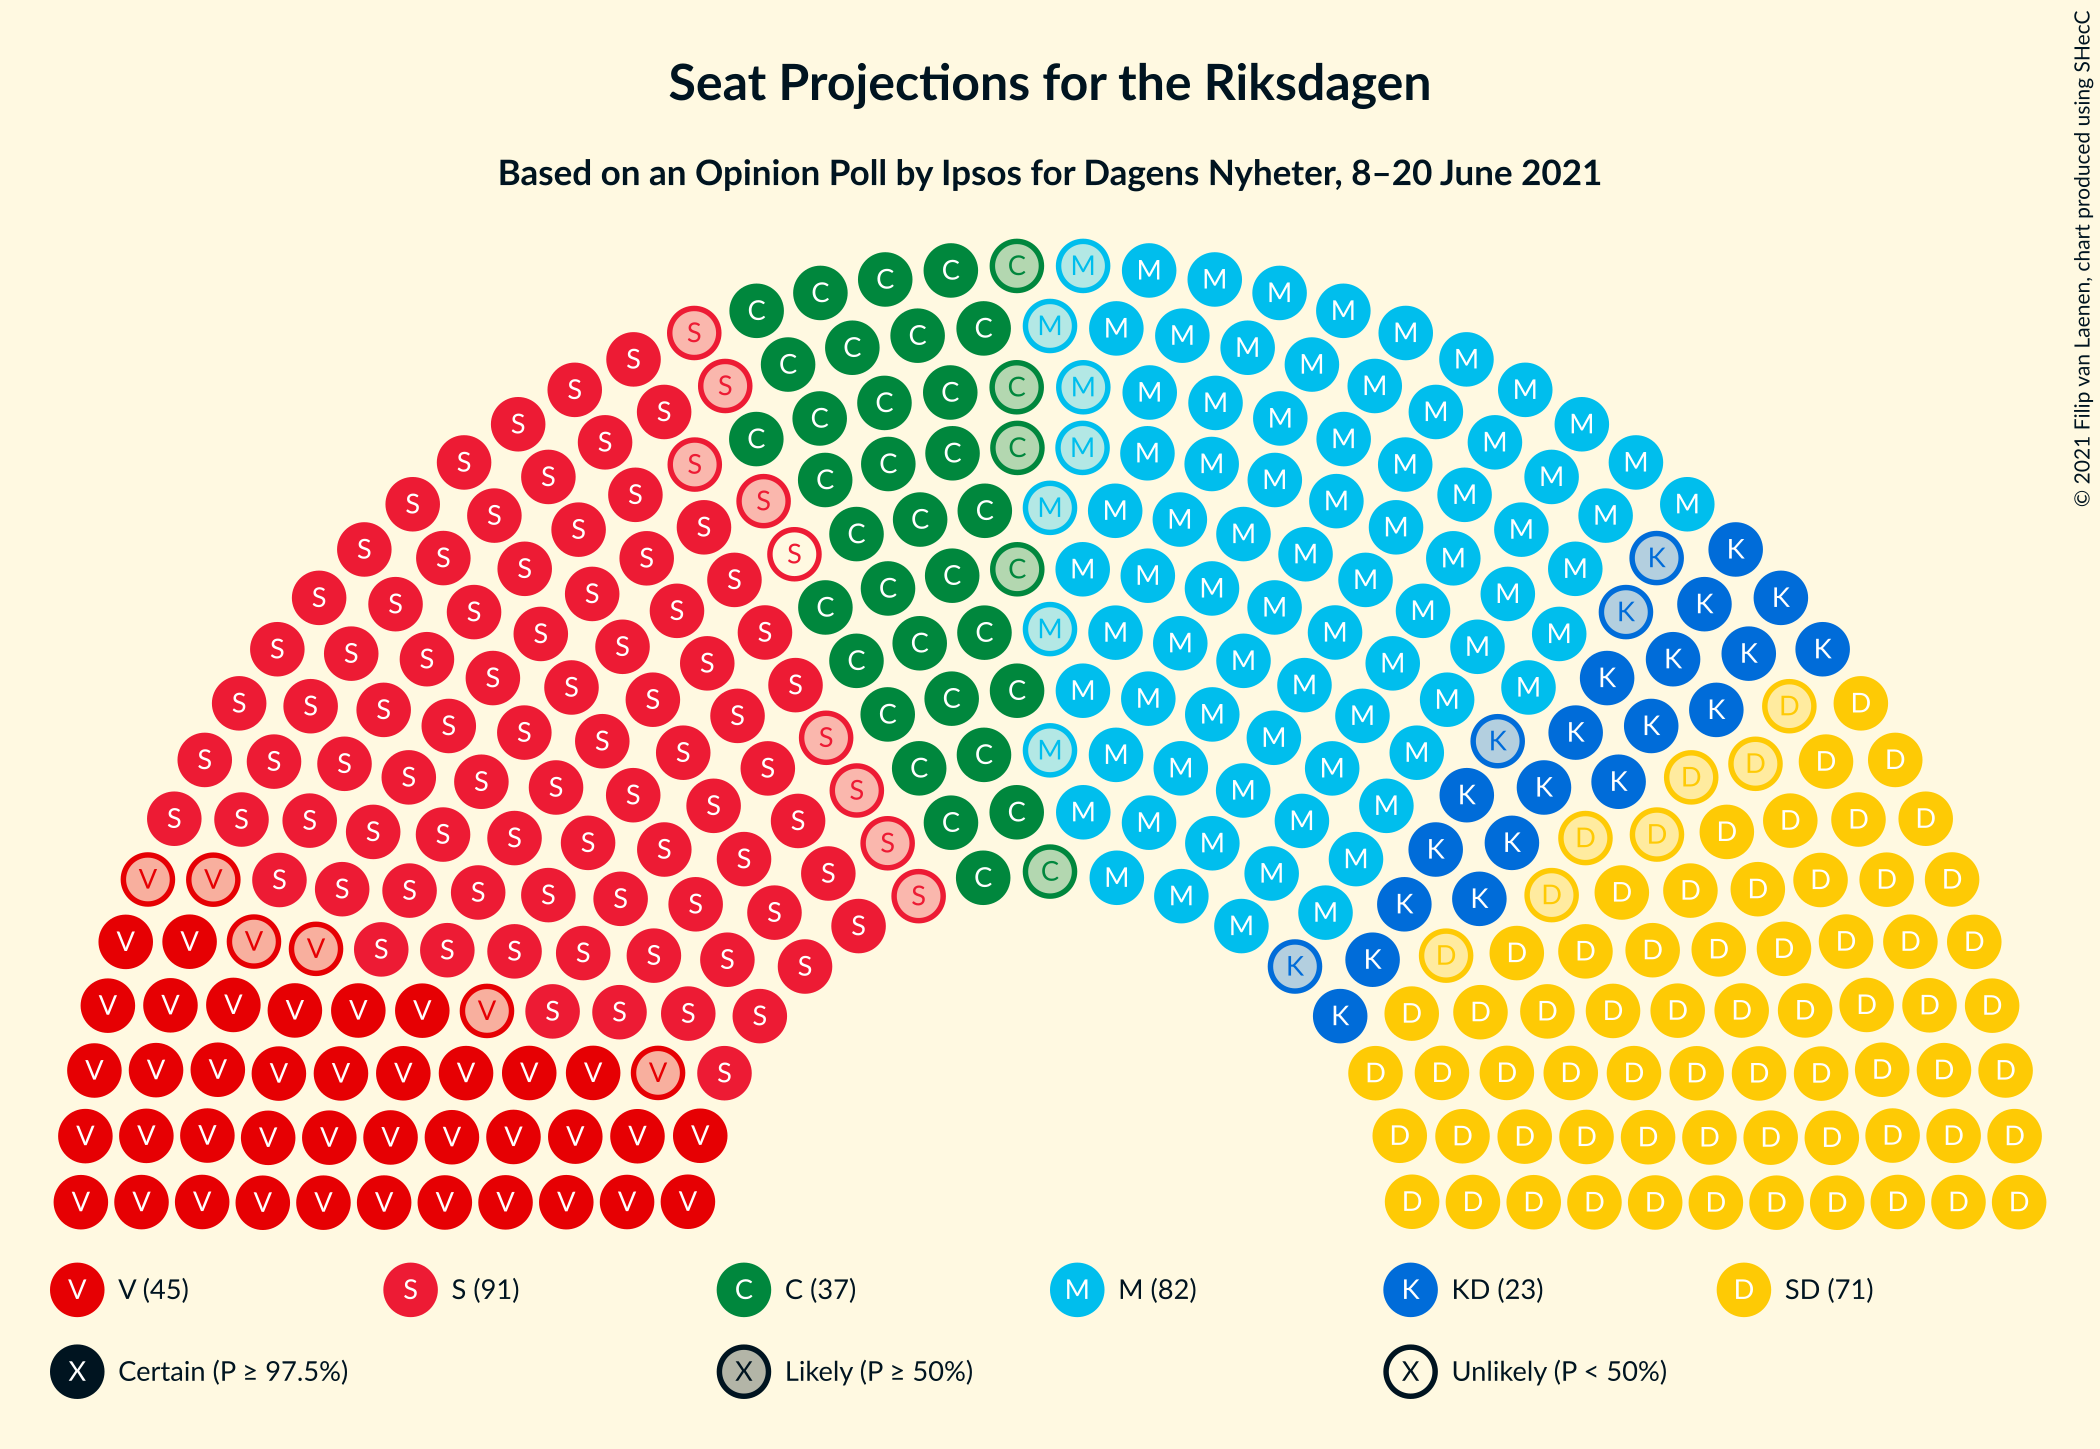 Seat Projections for the Riksdagen
Based on an Opinion Poll by Ipsos for Dagens Nyheter, 8–20 June 2021
© 2021 Filip van Laenen, chart produced using SHecC
V V (45) S S (91) C C (37) M M (82) K KD (23) D SD (71)
X Certain (P ≥ 97.5%) X Likely (P ≥ 50%) X Unlikely (P < 50%)